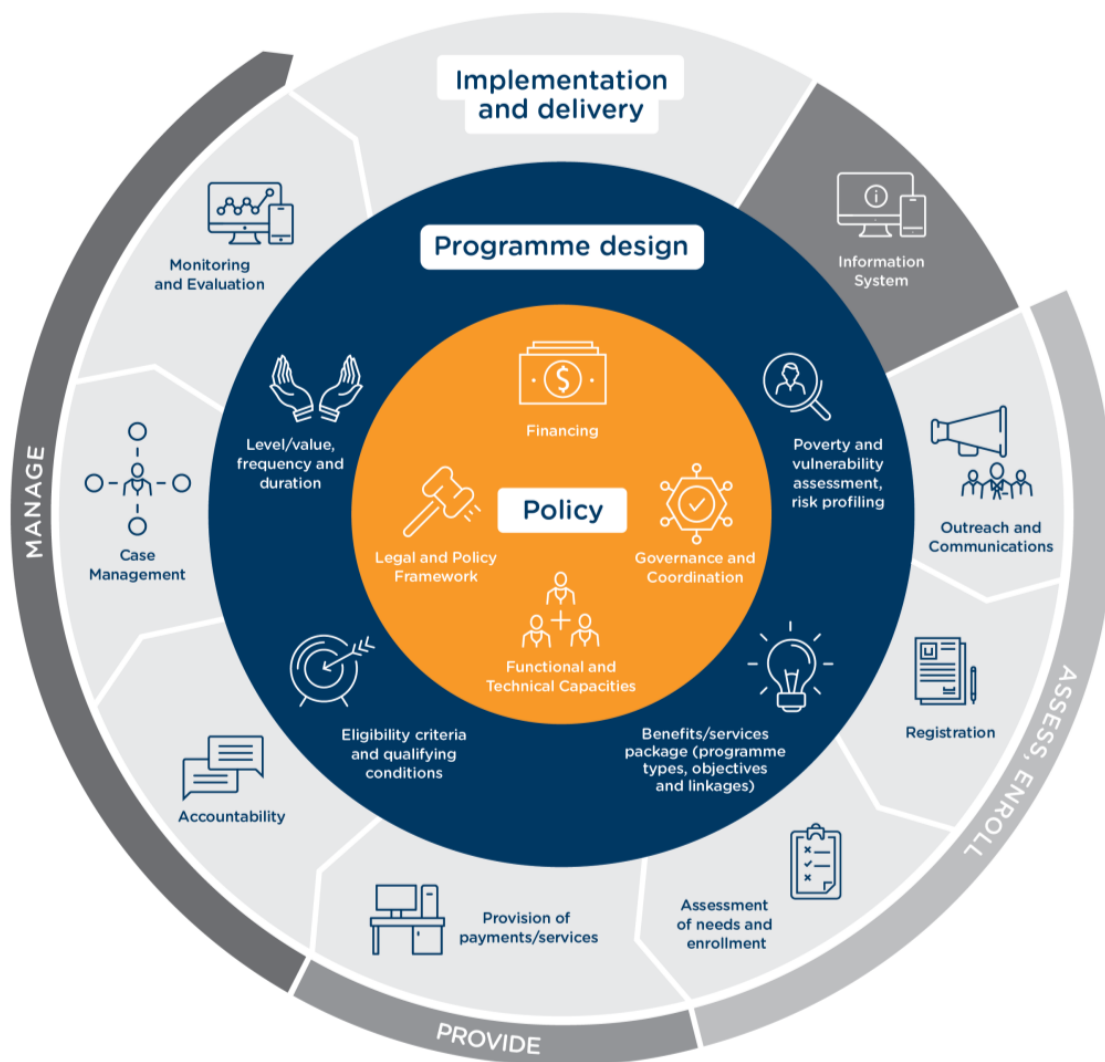 Implementation
and delivery
Information
System
Monitoring
and Evaluation
Programme design
Level/value,
frequency and
duration
Poverty and
vulnerability
assessment,
risk profiling
Financing
Policy
Legal and Policy
Framework
Governance and
Coordination
Functional and
Technical Capacities
Eligibility criteria
and qualifying
conditions
Benefits/services
package (programme
types, objectives
and linkages)
Outreach and
Communications
Registration
Assessment
of needs and
enrollment
Provision of
payments/services
Accountability
Case
Management
ASSESS, ENROLL
PROVIDE
MANAGE